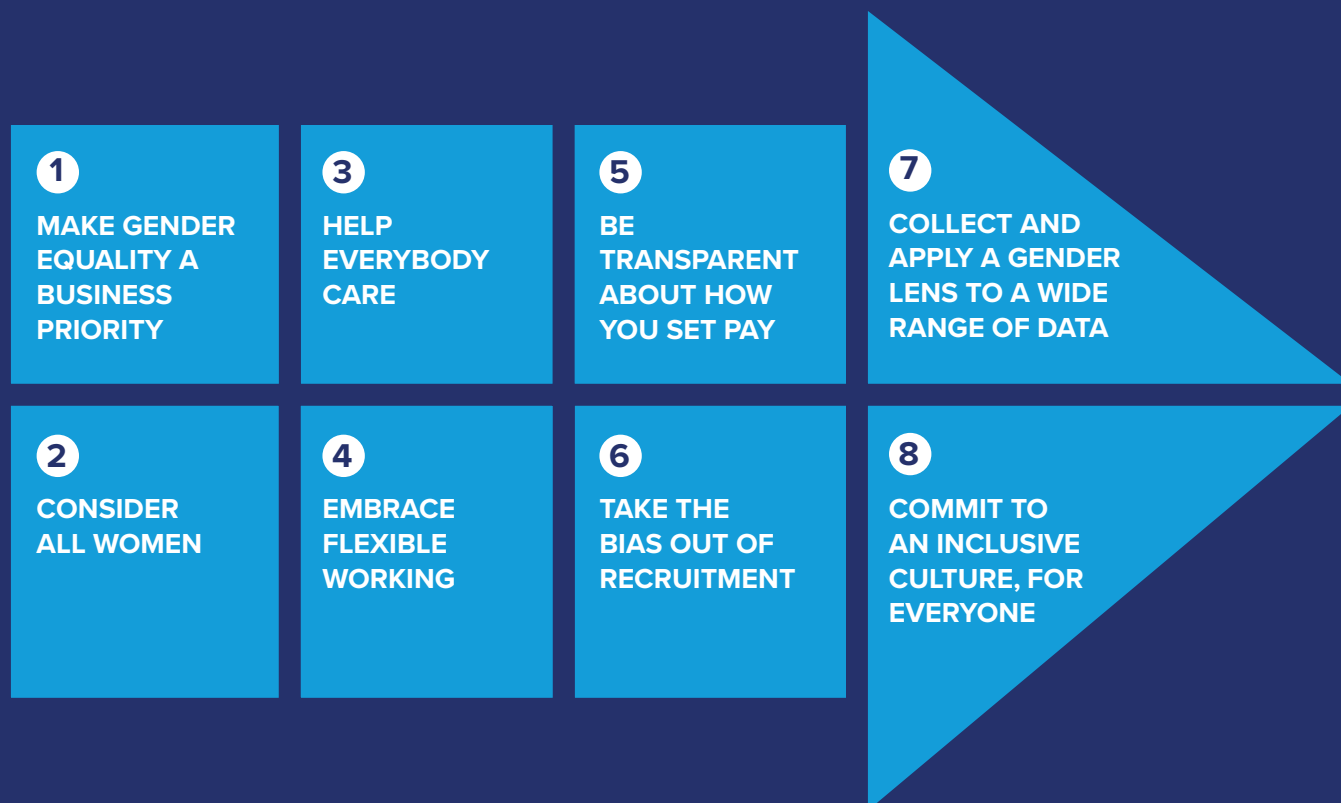 1
MAKE GENDER
EQUALITY A
BUSINESS
PRIORITY
2
CONSIDER
ALL WOMEN
3
HELP
EVERYBODY
CARE
4
EMBRACE
FLEXIBLE
WORKING
5
BE
TRANSPARENT
ABOUT HOW
YOU SET PAY
6
TAKE THE
BIAS OUT OF
RECRUITMENT
7
COLLECT AND
APPLY A GENDER
LENS TO A WIDE
RANGE OF DATA
8
COMMIT TO
AN INCLUSIVE
CULTURE, FOR
EVERYONE